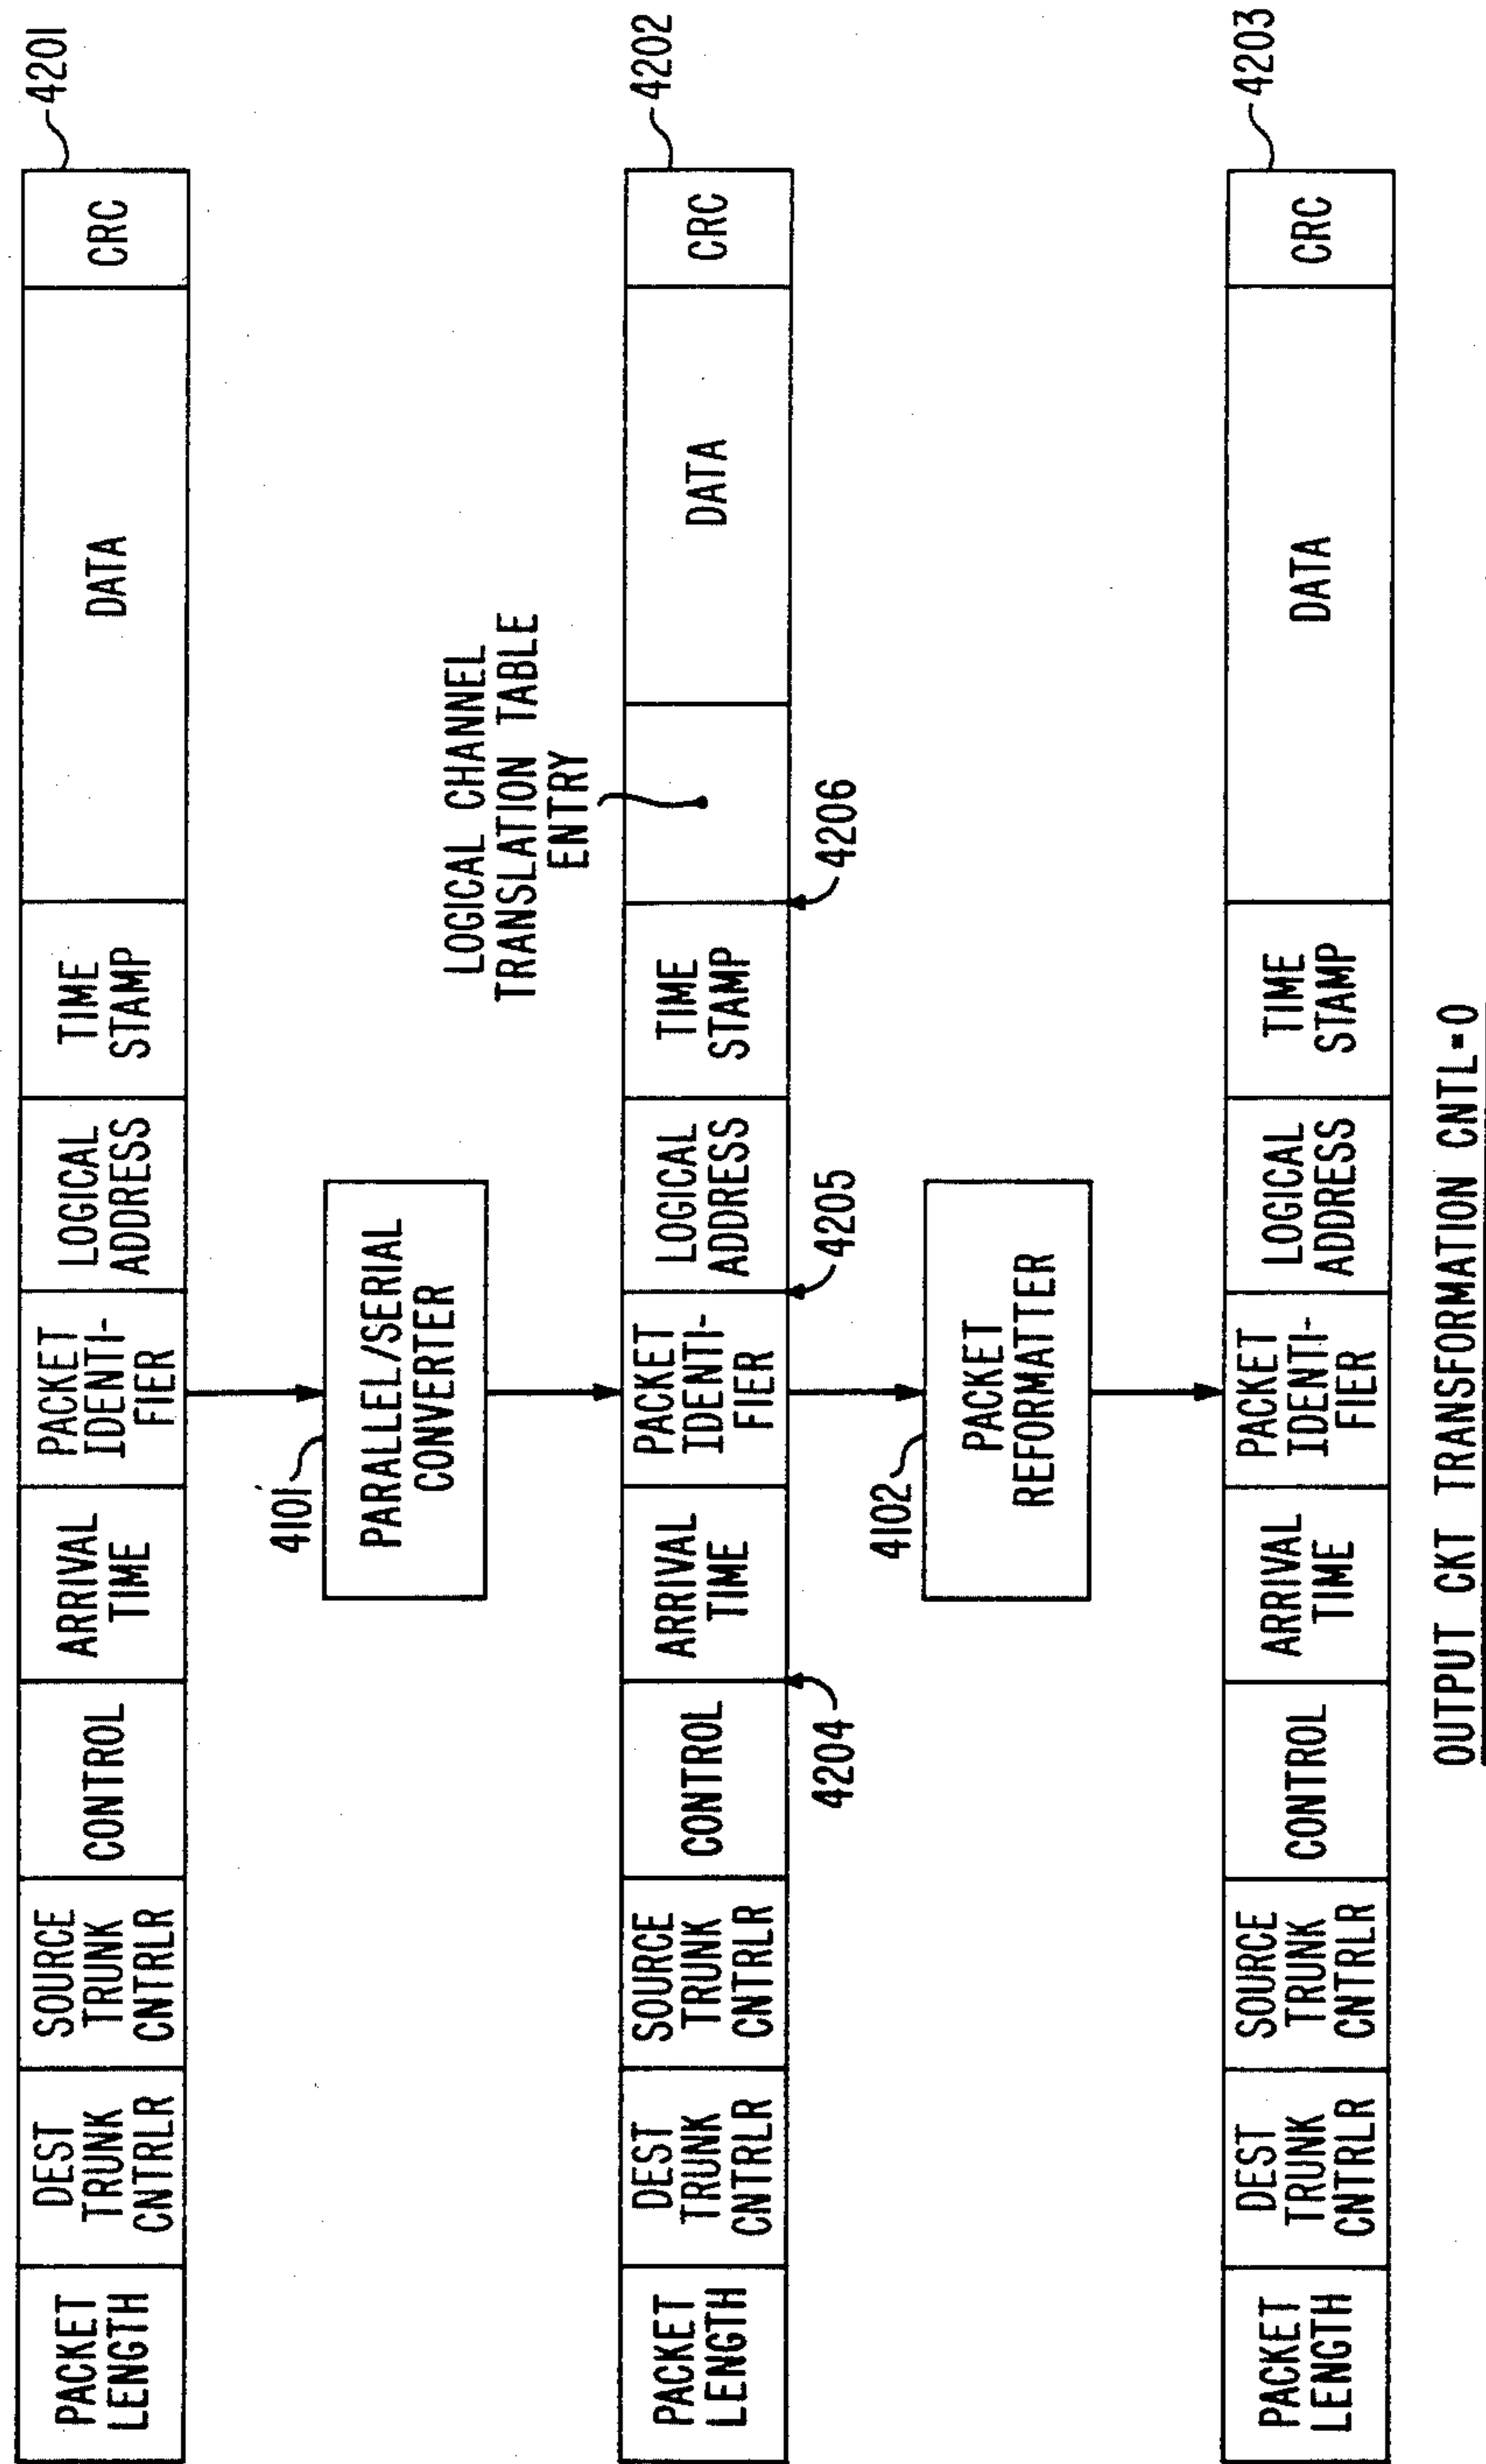 PACKET
LENGTH
DEST
TRUNK
CNTRLR
SOURCE
TRUNK
CNTRLR
CONTROL
ARRIVAL
TIME
PACKET
IDENTI-
FIER
LOGICAL
ADDRESS
TIME
STAMP
DATA
CRC
4201
4101
PARALLEL/SERIAL
CONVERTER
LOGICAL CHANNEL
TRANSLATION TABLE
ENTRY
PACKET
LENGTH
DEST
TRUNK
CNTRLR
SOURCE
TRUNK
CNTRLR
CONTROL
ARRIVAL
TIME
PACKET
IDENTI-
FIER
LOGICAL
ADDRESS
TIME
STAMP
DATA
CRC
4202
4204
4205
4206
4102
PACKET
REFORMATTER
PACKET
LENGTH
DEST
TRUNK
CNTRLR
SOURCE
TRUNK
CNTRLR
CONTROL
ARRIVAL
TIME
PACKET
IDENTI-
FIER
LOGICAL
ADDRESS
TIME
STAMP
DATA
CRC
4203
OUTPUT CKT TRANSFORMATION CNTL=0